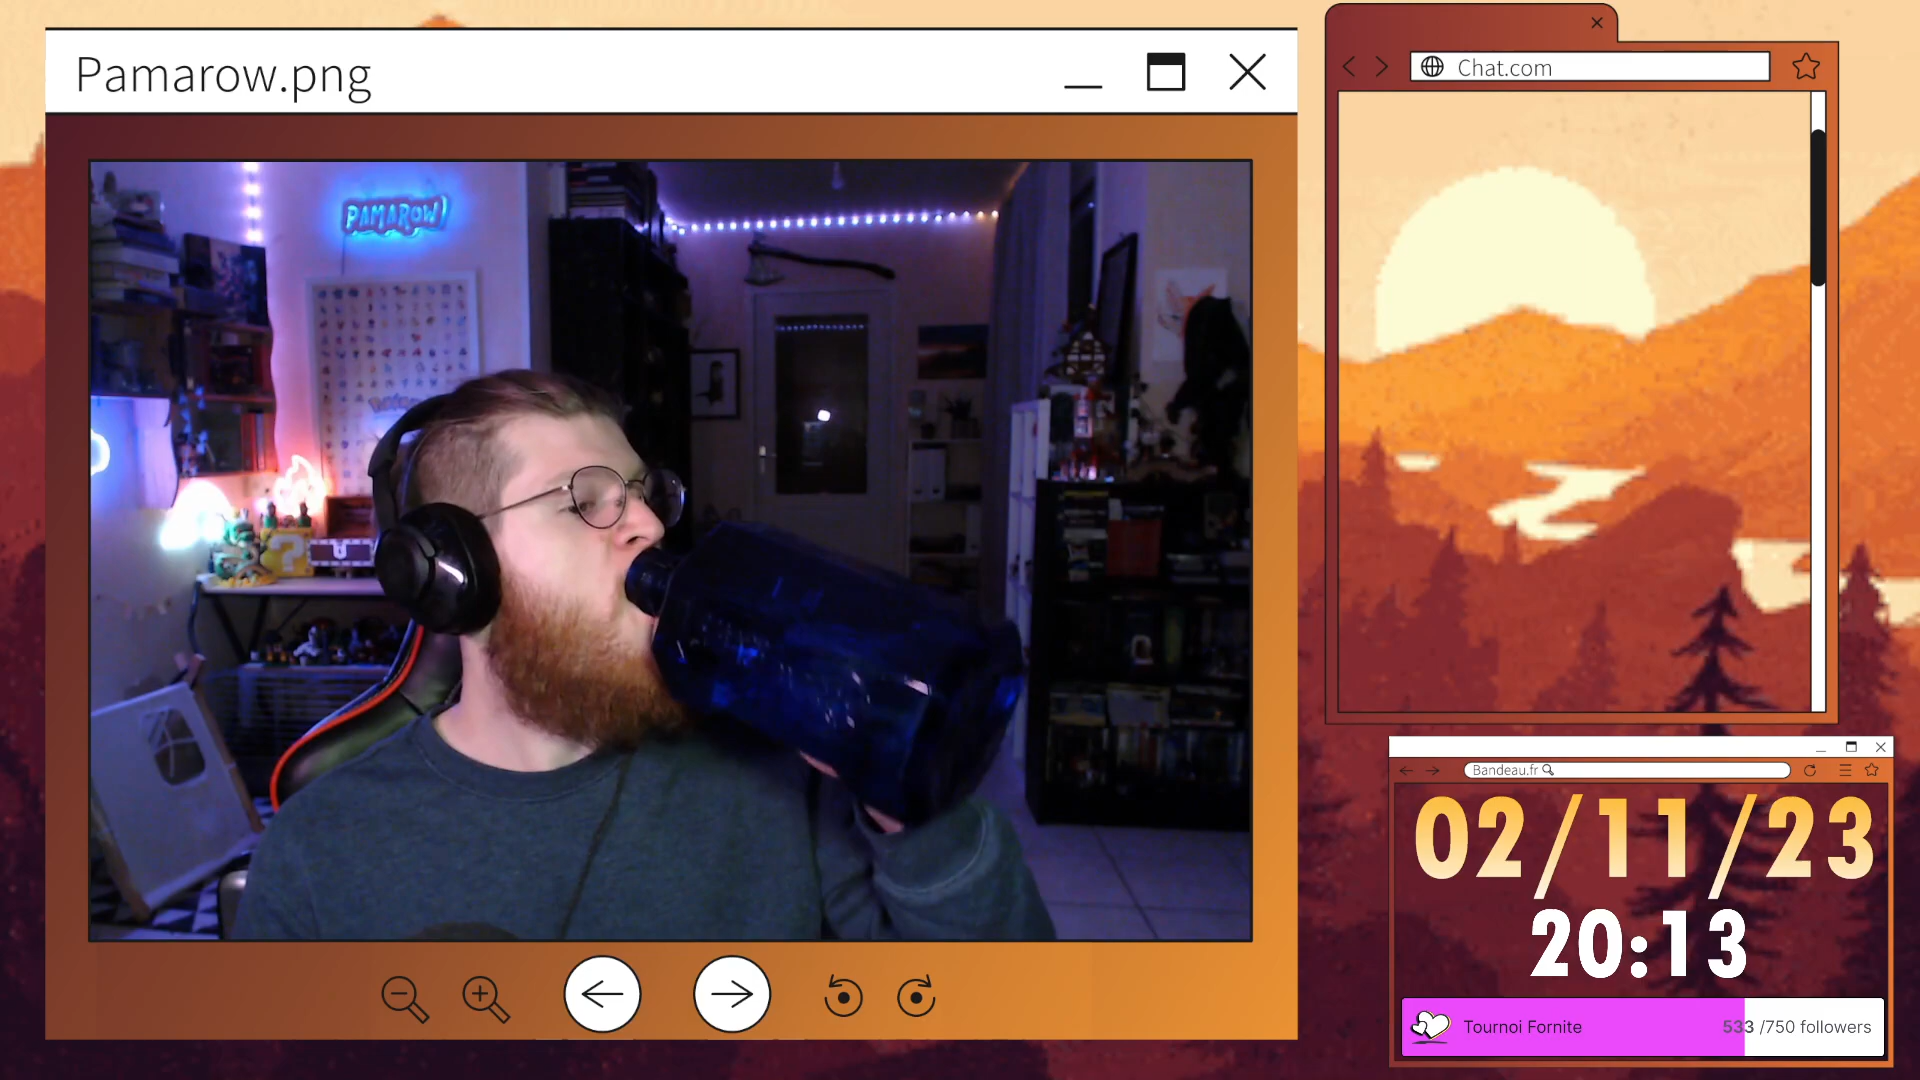 Pamarow.png
PAMAROW
Chat.com
Bandeau.fr
02/11/23
20:13
Tournoi Fornite
533 /750 followers